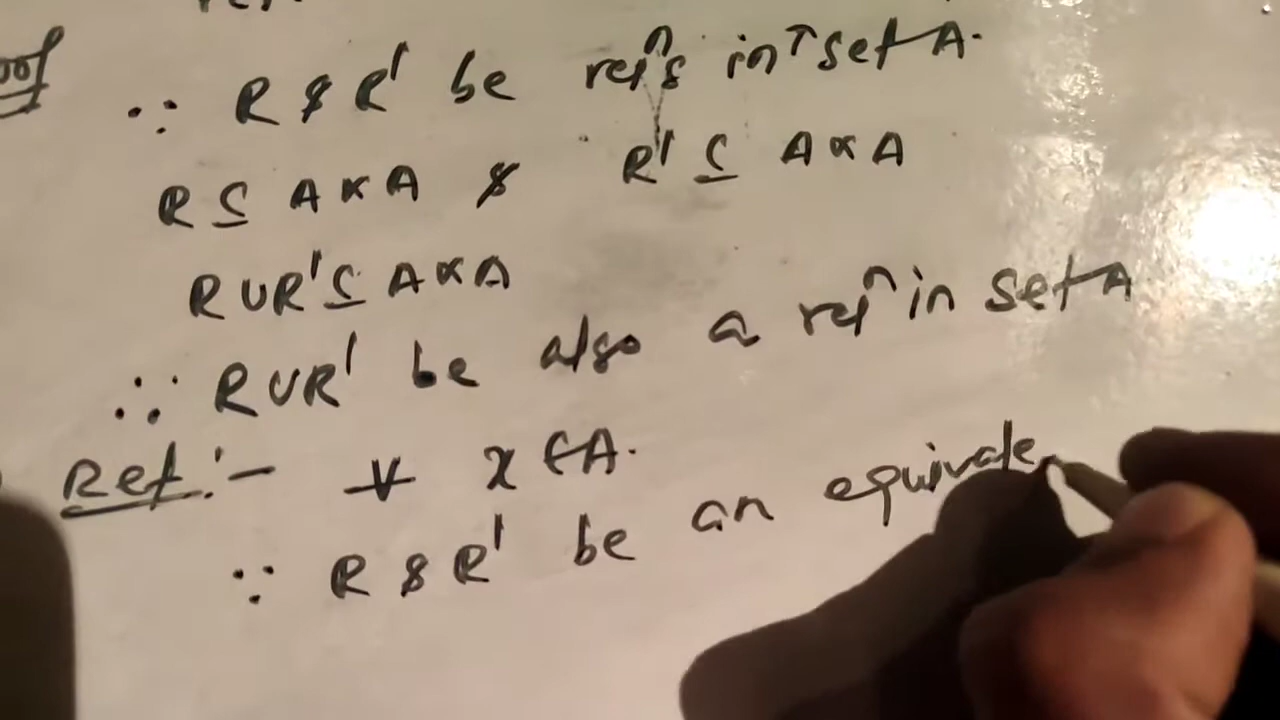 ∵ R & R' be relⁿs in set A.
R ⊆ A×A & R' ⊆ A×A
R∪R' ⊆ A×A
∴ R∪R' be also a relⁿ in set A
Ref:- ∀ x∈A.
∵ R & R' be an equivale